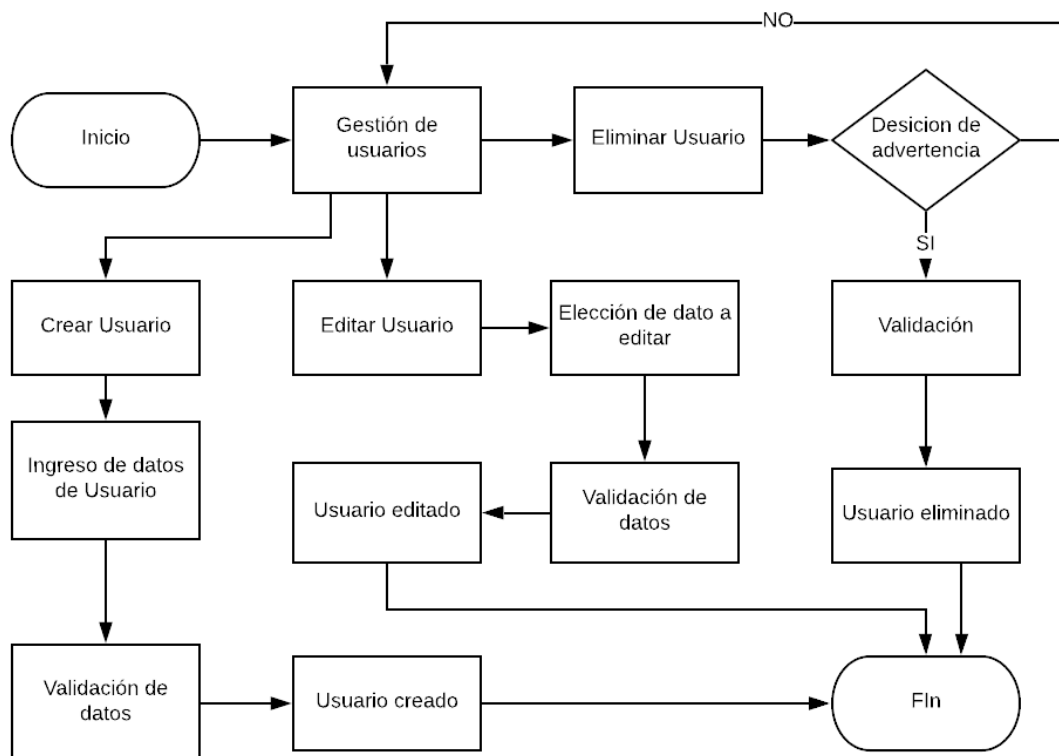 NO
Inicio
Gestión de
usuarios
Eliminar Usuario
Desicion de
advertencia
SI
Crear Usuario
Editar Usuario
Elección de dato a
editar
Validación
Ingreso de datos
de Usuario
Usuario editado
Validación de
datos
Usuario eliminado
Validación de
datos
Usuario creado
FIn